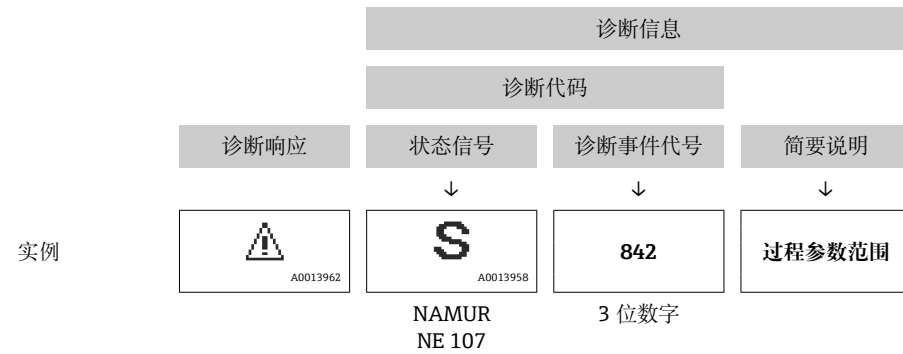 诊断信息
诊断代码
诊断响应 状态信号 诊断事件代号 简要说明
实例 S 842 过程参数范围
A0013962 A0013958
NAMUR 3 位数字
NE 107